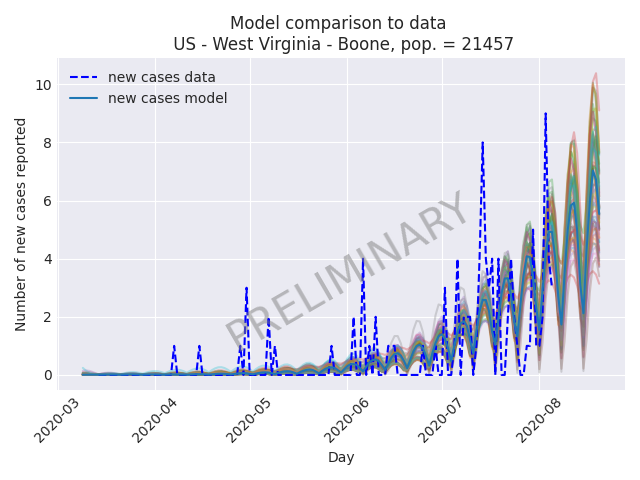 Model comparison to data
US - West Virginia - Boone, pop. = 21457
new cases data
new cases model
Number of new cases reported
10
8
6
4
2
0
PRELIMINARY
2020-03
2020-04
2020-05
2020-06
2020-07
2020-08
Day